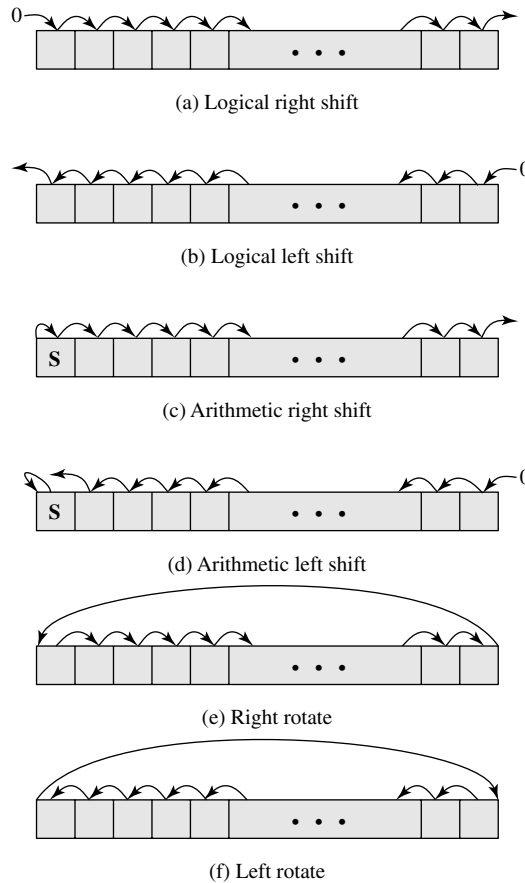 0
• • •
(a) Logical right shift
0
• • •
(b) Logical left shift
S
• • •
(c) Arithmetic right shift
0
S
• • •
(d) Arithmetic left shift
• • •
(e) Right rotate
• • •
(f) Left rotate